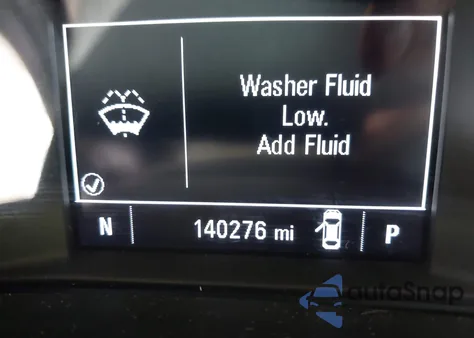 Washer Fluid
Low.
Add Fluid
N 140276 mi P
autoSnap